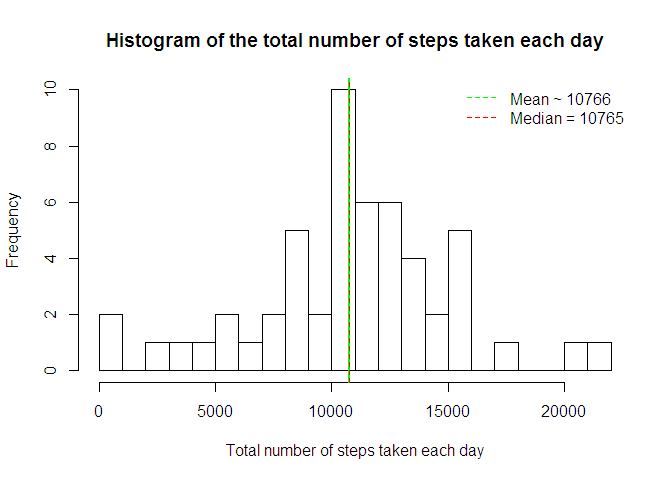 Histogram of the total number of steps taken each day
Mean ~ 10766
Median = 10765
Frequency
10
8
6
4
2
0
0 5000 10000 15000 20000
Total number of steps taken each day